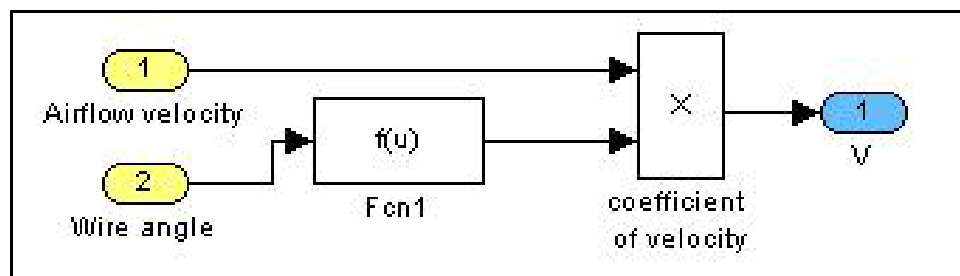 1
Airflow velocity
f(u)
X
1
V
2
Wire angle
Fcn1
coefficient
of velocity